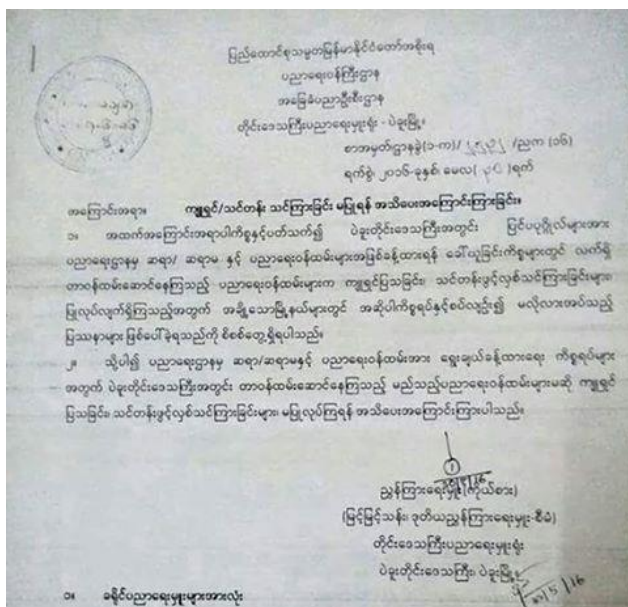 ပြည်ထောင်စုသမ္မတမြန်မာနိုင်ငံတော်အစိုးရ
ပညာရေးဝန်ကြီးဌာန
အခြေခံပညာဦးစီးဌာန
တိုင်းဒေသကြီးပညာရေးမှူးရုံး - ပဲခူးမြို့။
စာအမှတ်၊ဌာနခွဲ(၁-က)/ /ညက (၁၆)
ရက်စွဲ၊ ၂၀၁၆-ခုနှစ်၊ မေလ( ၃၀ )ရက်
အကြောင်းအရာ။ ကျူရှင်/သင်တန်း သင်ကြားခြင်း မပြုရန် အသိပေးအကြောင်းကြားခြင်း။
၁။ အထက်အကြောင်းအရာပါကိစ္စနှင့်ပတ်သက်၍ ပဲခူးတိုင်းဒေသကြီးအတွင်း ပြင်ပပုဂ္ဂိုလ်များအား
ပညာရေးဌာနမှ ဆရာ/ ဆရာမ နှင့် ပညာရေးဝန်ထမ်းများအဖြစ်ခန့်ထားရန် ခေါ်ယူခြင်းကိစ္စများတွင် လက်ရှိ
တာဝန်ထမ်းဆောင်နေကြသည့် ပညာရေးဝန်ထမ်းများက ကျူရှင်ပြသခြင်း၊ သင်တန်းဖွင့်လှစ်သင်ကြားခြင်းများ
ပြုလုပ်လျက်ရှိကြသည့်အတွက် အချို့သောမြို့နယ်များတွင် အဆိုပါကိစ္စရပ်နှင့်စပ်လျဉ်း၍ မလိုလားအပ်သည့်
ပြဿနာများ ဖြစ်ပေါ်ခဲ့ရသည်ကို စိစစ်တွေ့ရှိရပါသည်။
၂။ သို့ပါ၍ ပညာရေးဌာနမှ ဆရာ/ဆရာမနှင့် ပညာရေးဝန်ထမ်းအား ရွေးချယ်ခန့်ထားရေး ကိစ္စရပ်များ
အတွက် ပဲခူးတိုင်းဒေသကြီးအတွင်း တာဝန်ထမ်းဆောင်နေကြသည့် မည်သည့်ပညာရေးဝန်ထမ်းများမဆို ကျူရှင်
ပြသခြင်း၊ သင်တန်းဖွင့်လှစ်သင်ကြားခြင်းများ၊ မပြုလုပ်ကြရန် အသိပေးအကြောင်းကြားပါသည်။
ညွှန်ကြားရေးမှူး(ကိုယ်စား)
(မြင့်မြင့်သန်း၊ ဒုတိယညွှန်ကြားရေးမှူး-စီမံ)
တိုင်းဒေသကြီးပညာရေးမှူးရုံး
ပဲခူးတိုင်းဒေသကြီး၊ ပဲခူးမြို့။
30/5/16
၁။ ခရိုင်ပညာရေးမှူးများအားလုံး